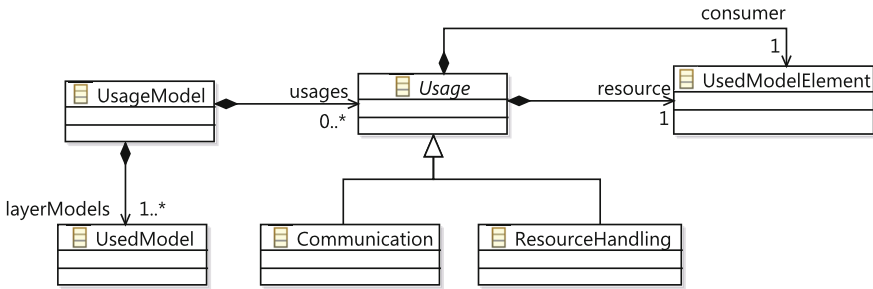 consumer
1
UsageModel
usages
0..*
Usage
resource
1
UsedModelElement
layerModels
1..*
UsedModel
Communication
ResourceHandling